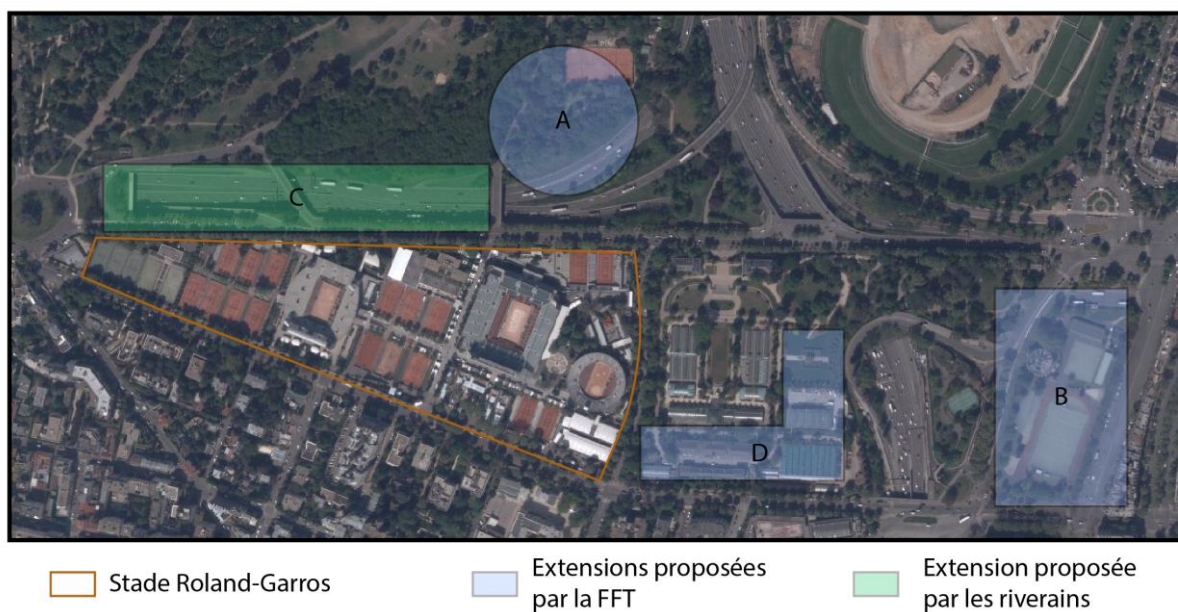 A
C
B
D
Stade Roland-Garros
Extensions proposées
par la FFT
Extension proposée
par les riverains